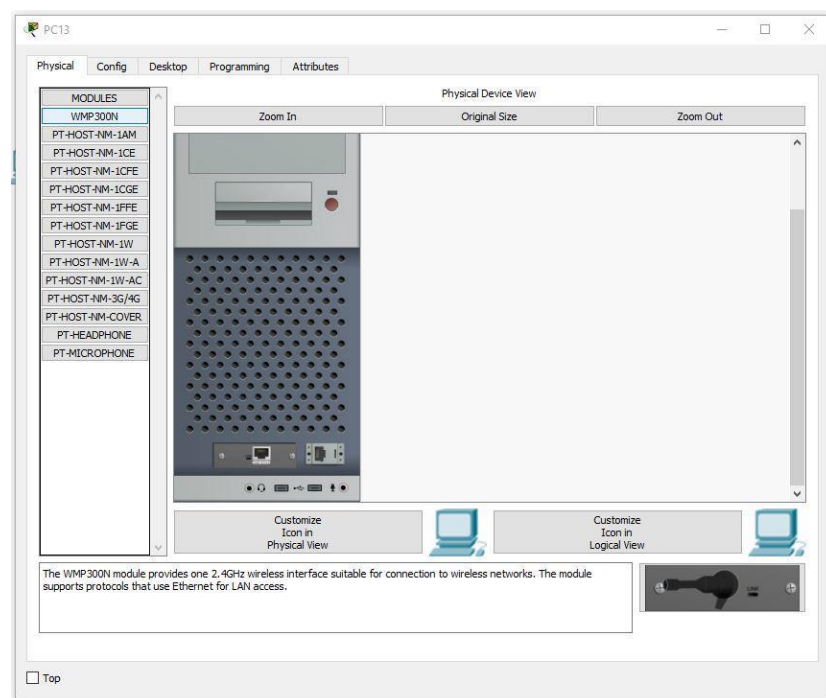 PC13
Physical Config Desktop Programming Attributes
MODULES
WMP300N
PT-HOST-NM-1AM
PT-HOST-NM-1CE
PT-HOST-NM-1CFE
PT-HOST-NM-1CGE
PT-HOST-NM-1FFE
PT-HOST-NM-1FGE
PT-HOST-NM-1W
PT-HOST-NM-1W-A
PT-HOST-NM-1W-AC
PT-HOST-NM-3G/4G
PT-HOST-NM-COVER
PT-HEADPHONE
PT-MICROPHONE
Physical Device View
Zoom In Original Size Zoom Out
Customize
Icon in
Physical View
Customize
Icon in
Logical View
The WMP300N module provides one 2.4GHz wireless interface suitable for connection to wireless networks. The module
supports protocols that use Ethernet for LAN access.
LINK
Top